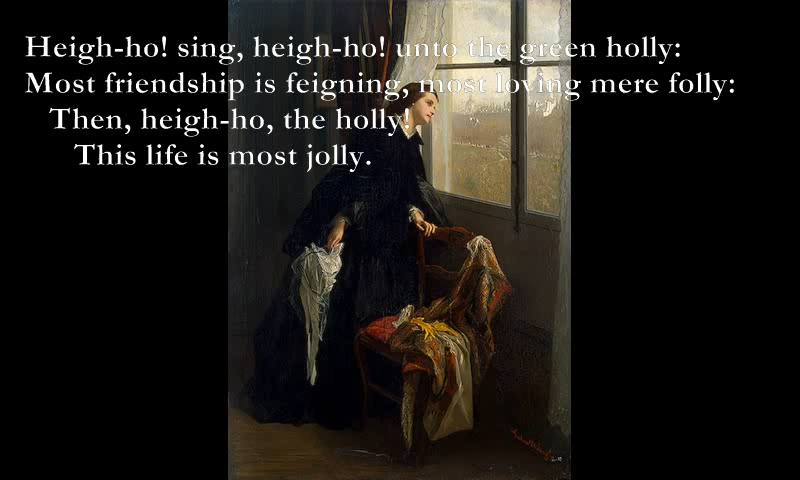 Heigh-ho! sing, heigh-ho! unto the green holly:
Most friendship is feigning, most loving mere folly:
Then, heigh-ho, the holly!
This life is most jolly.